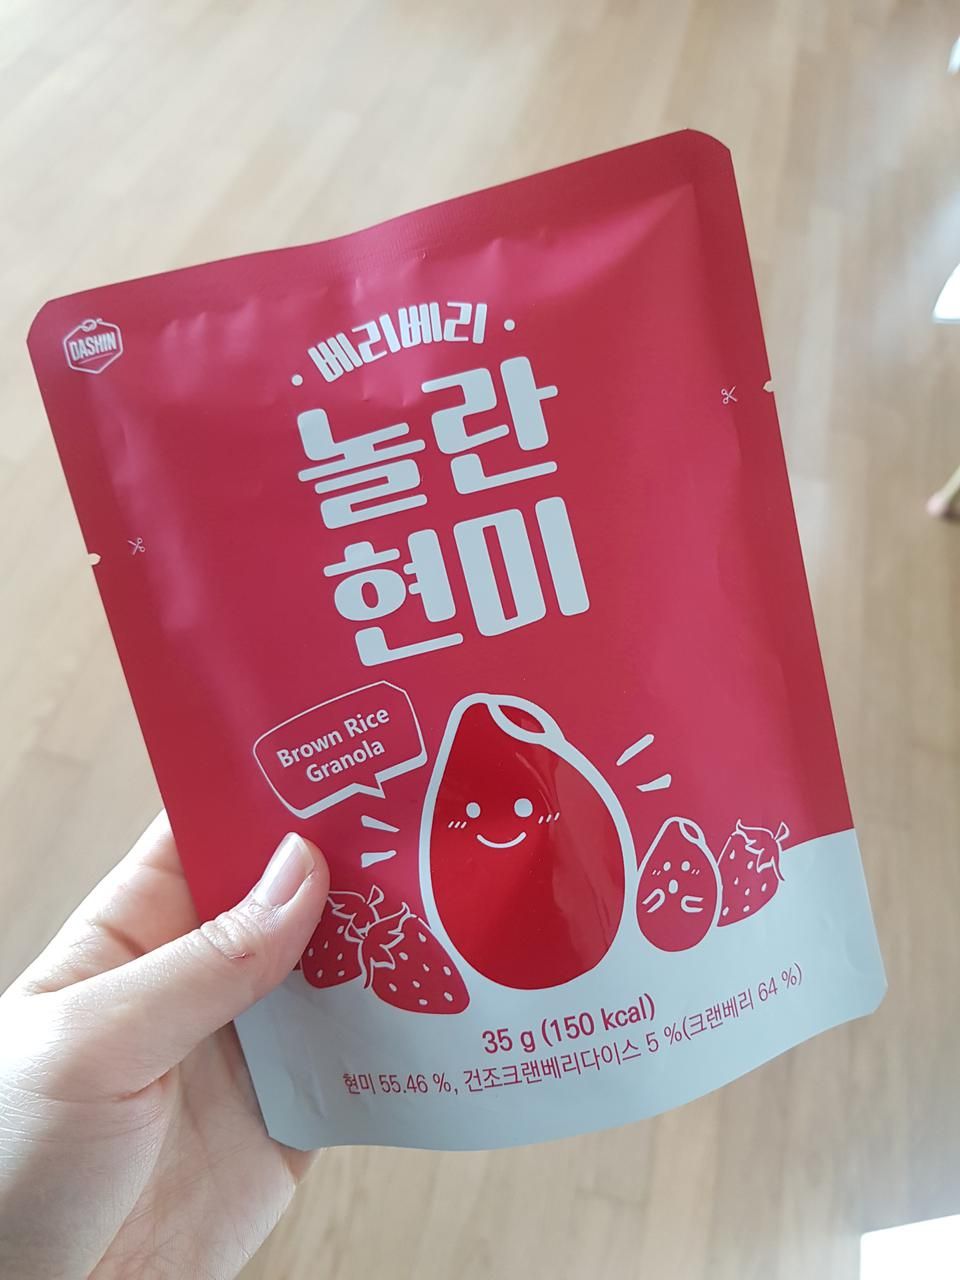 DASHIN
·베리베리·
놀란
현미
Brown Rice
Granola
35 g (150 kcal)
현미 55.46 %, 건조크랜베리다이스 5 %(크랜베리 64 %)